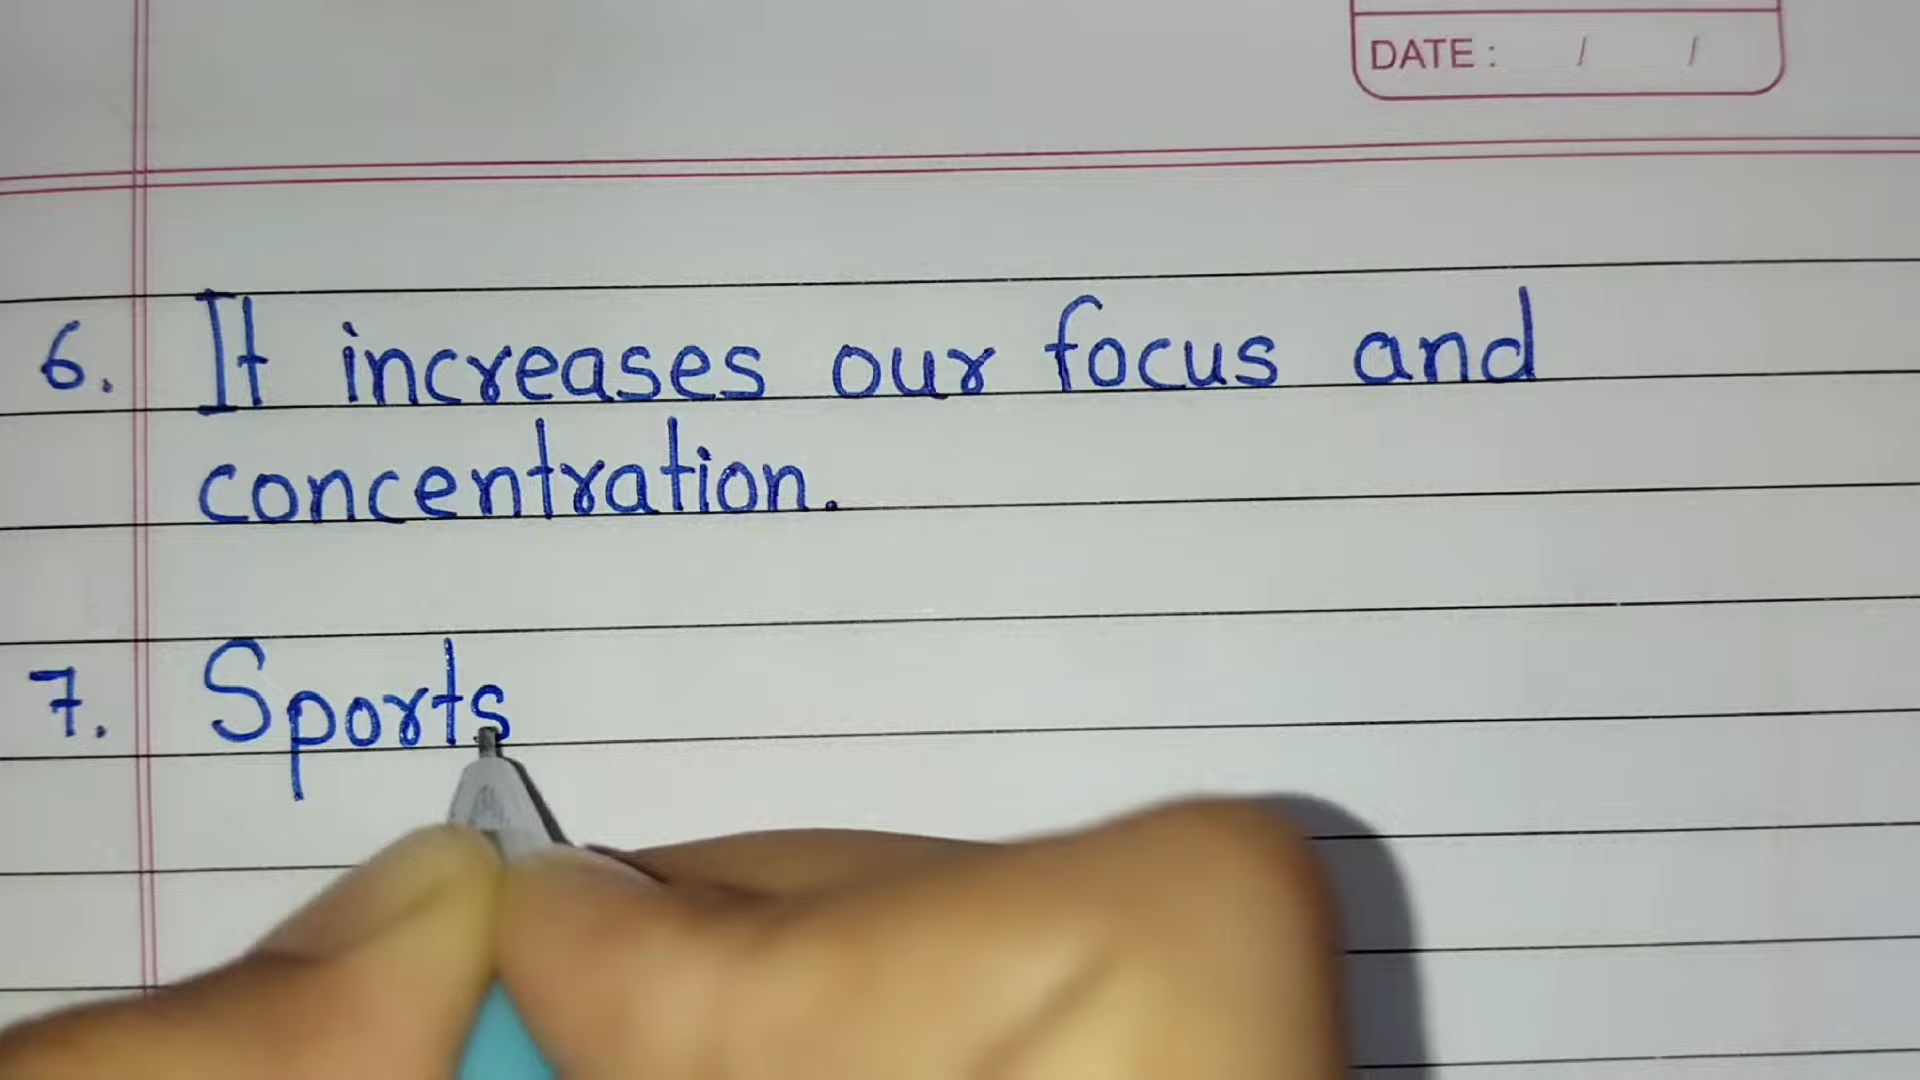 DATE : / /
6. It increases our focus and
concentration.
7. Sports